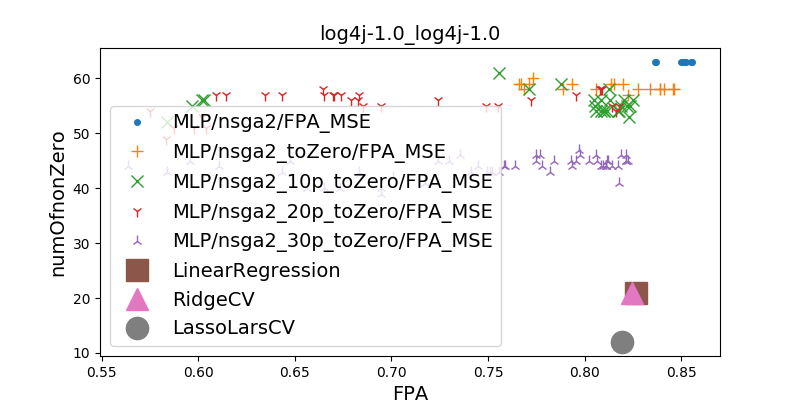 log4j-1.0_log4j-1.0
numOfnonZero
60
50
40
30
20
10
MLP/nsga2/FPA_MSE
MLP/nsga2_toZero/FPA_MSE
MLP/nsga2_10p_toZero/FPA_MSE
MLP/nsga2_20p_toZero/FPA_MSE
MLP/nsga2_30p_toZero/FPA_MSE
LinearRegression
RidgeCV
LassoLarsCV
0.55 0.60 0.65 0.70 0.75 0.80 0.85
FPA